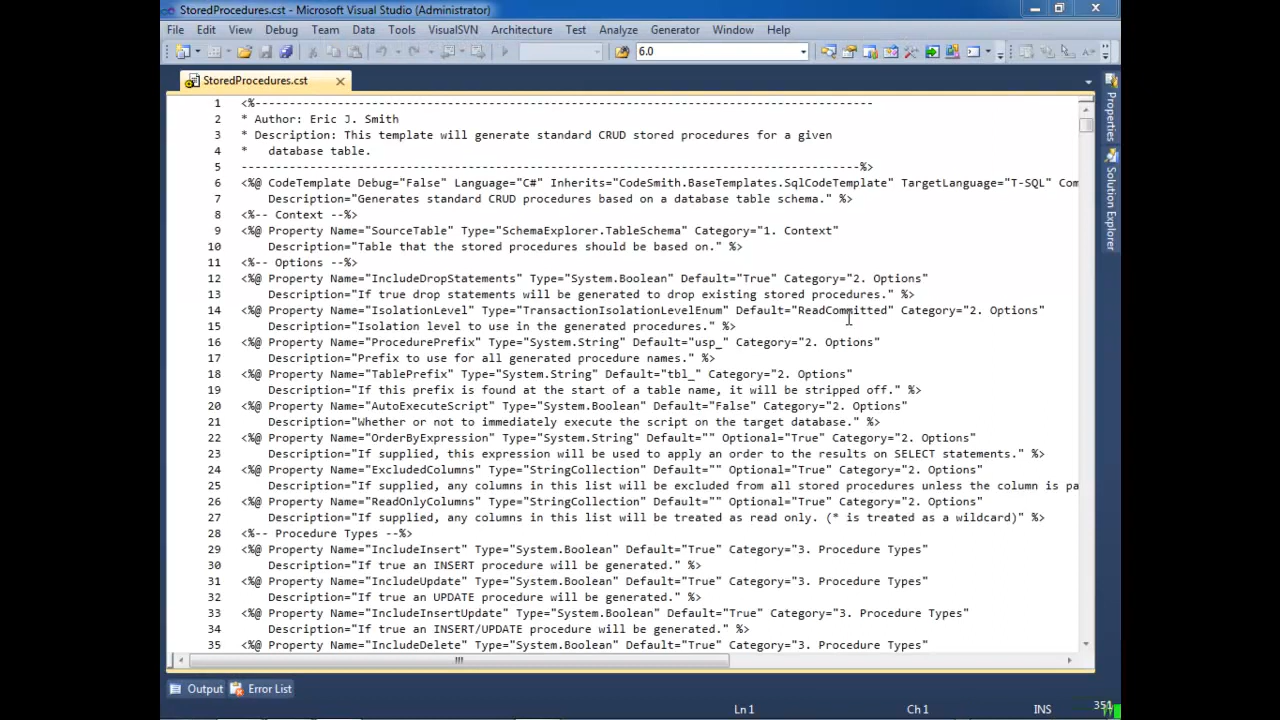 StoredProcedures.cst - Microsoft Visual Studio (Administrator)
File Edit View Debug Team Data Tools VisualSVN Architecture Test Analyze Generator Window Help
6.0
StoredProcedures.cst
1 <%------------------------------------------------------------------------------------------
2 * Author: Eric J. Smith
3 * Description: This template will generate standard CRUD stored procedures for a given
4 *   database table.
5 ------------------------------------------------------------------------------------------%>
6 <%@ CodeTemplate Debug="False" Language="C#" Inherits="CodeSmith.BaseTemplates.SqlCodeTemplate" TargetLanguage="T-SQL" Com
7 Description="Generates standard CRUD procedures based on a database table schema." %>
8 <%-- Context --%>
9 <%@ Property Name="SourceTable" Type="SchemaExplorer.TableSchema" Category="1. Context"
10 Description="Table that the stored procedures should be based on." %>
11 <%-- Options --%>
12 <%@ Property Name="IncludeDropStatements" Type="System.Boolean" Default="True" Category="2. Options"
13 Description="If true drop statements will be generated to drop existing stored procedures." %>
14 <%@ Property Name="IsolationLevel" Type="TransactionIsolationLevelEnum" Default="ReadCommitted" Category="2. Options"
15 Description="Isolation level to use in the generated procedures." %>
16 <%@ Property Name="ProcedurePrefix" Type="System.String" Default="usp_" Category="2. Options"
17 Description="Prefix to use for all generated procedure names." %>
18 <%@ Property Name="TablePrefix" Type="System.String" Default="tbl_" Category="2. Options"
19 Description="If this prefix is found at the start of a table name, it will be stripped off." %>
20 <%@ Property Name="AutoExecuteScript" Type="System.Boolean" Default="False" Category="2. Options"
21 Description="Whether or not to immediately execute the script on the target database." %>
22 <%@ Property Name="OrderByExpression" Type="System.String" Default="" Optional="True" Category="2. Options"
23 Description="If supplied, this expression will be used to apply an order to the results on SELECT statements." %>
24 <%@ Property Name="ExcludedColumns" Type="StringCollection" Default="" Optional="True" Category="2. Options"
25 Description="If supplied, any columns in this list will be excluded from all stored procedures unless the column is pa
26 <%@ Property Name="ReadOnlyColumns" Type="StringCollection" Default="" Optional="True" Category="2. Options"
27 Description="If supplied, any columns in this list will be treated as read only. (* is treated as a wildcard)" %>
28 <%-- Procedure Types --%>
29 <%@ Property Name="IncludeInsert" Type="System.Boolean" Default="True" Category="3. Procedure Types"
30 Description="If true an INSERT procedure will be generated." %>
31 <%@ Property Name="IncludeUpdate" Type="System.Boolean" Default="True" Category="3. Procedure Types"
32 Description="If true an UPDATE procedure will be generated." %>
33 <%@ Property Name="IncludeInsertUpdate" Type="System.Boolean" Default="True" Category="3. Procedure Types"
34 Description="If true an INSERT/UPDATE procedure will be generated." %>
35 <%@ Property Name="IncludeDelete" Type="System.Boolean" Default="True" Category="3. Procedure Types"
Properties
Solution Explorer
Output Error List
Ln 1 Ch 1 INS
351